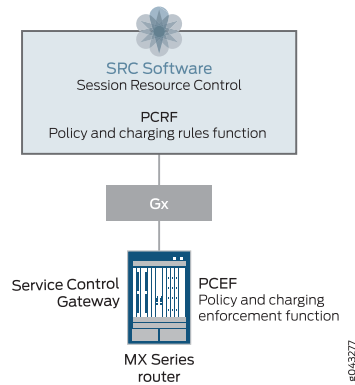 SRC Software
Session Resource Control
PCRF
Policy and charging rules function
Gx
Service Control
Gateway
PCEF
Policy and charging
enforcement function
MX Series
router
g043277